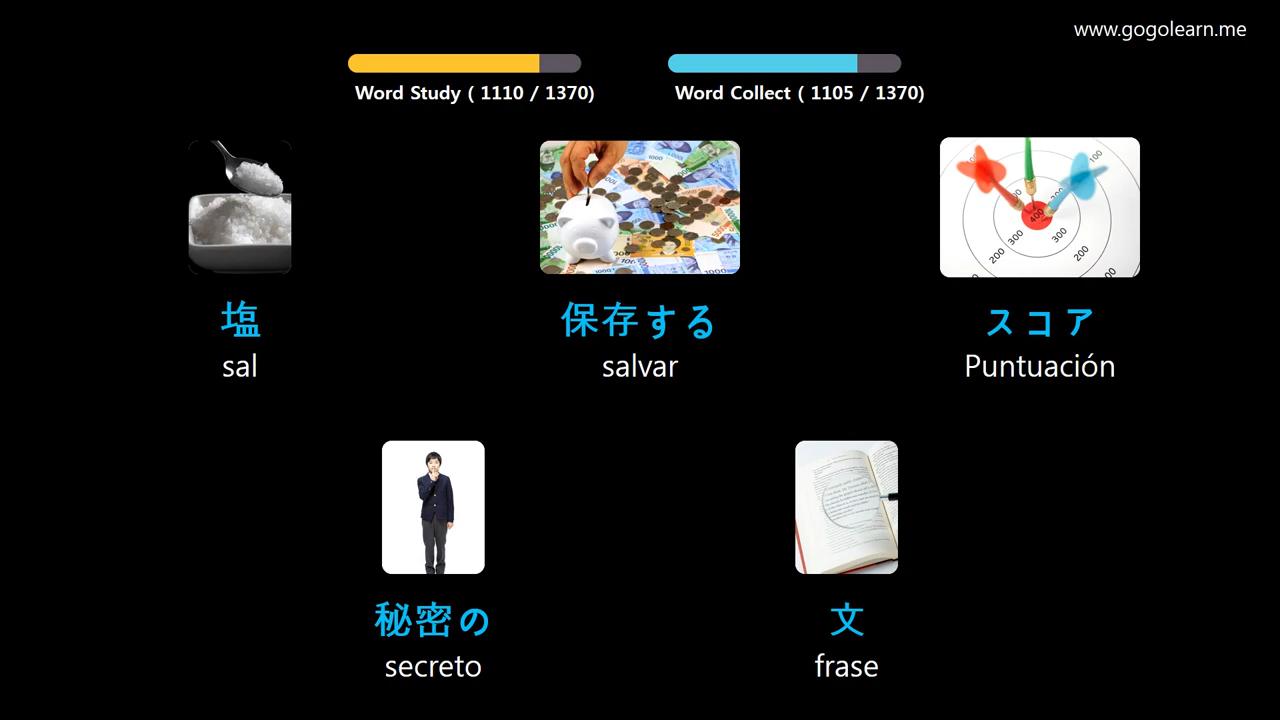 www.gogolearn.me
Word Study ( 1110 / 1370)
Word Collect ( 1105 / 1370)
塩
sal
保存する
salvar
スコア
Puntuación
秘密の
secreto
文
frase